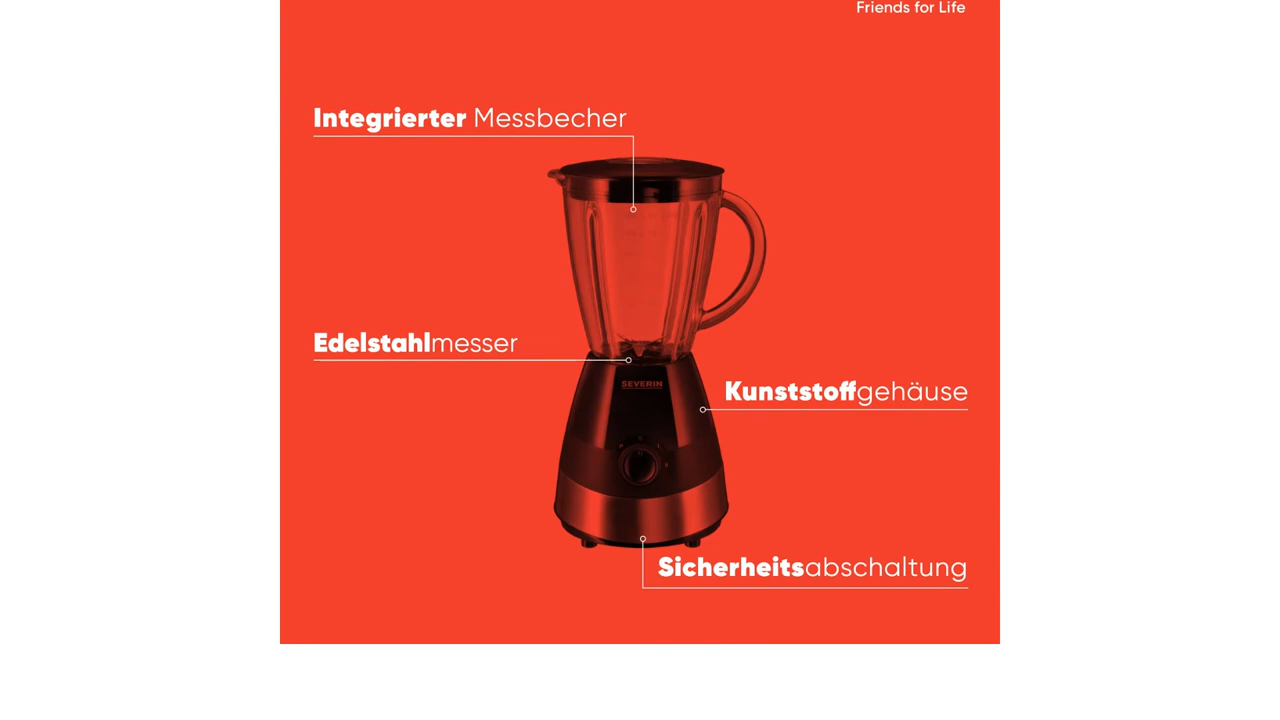 Friends for Life
Integrierter Messbecher
Edelstahlmesser
SEVERIN
Kunststoffgehäuse
Sicherheitsabschaltung